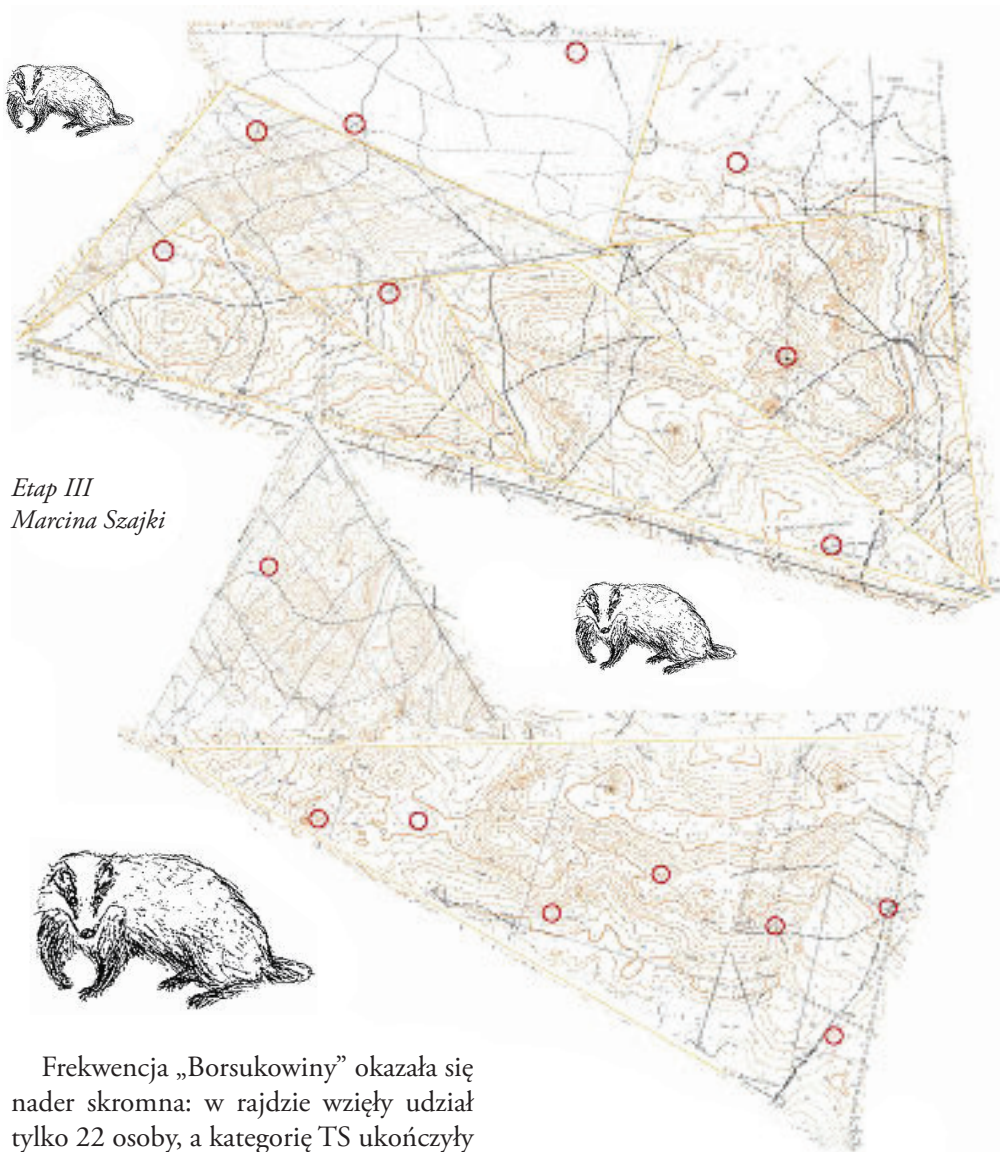 Etap III
Marcina Szajki
Frekwencja „Borsukowiny” okazała się
nader skromna: w rajdzie wzięły udział
tylko 22 osoby, a kategorię TS ukończyły